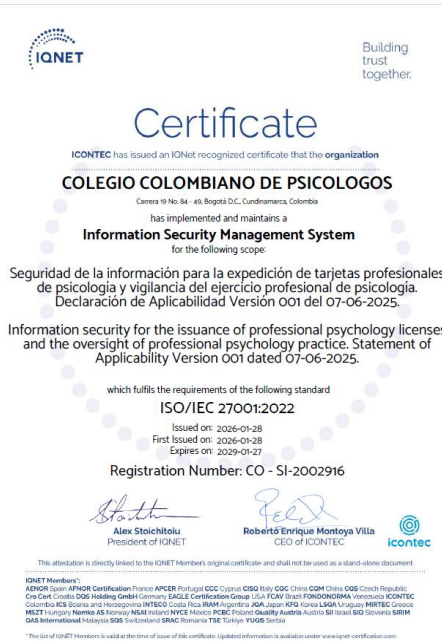 IQNET
Building
trust
together.
Certificate
ICONTEC has issued an IQNet recognized certificate that the organization
COLEGIO COLOMBIANO DE PSICOLOGOS
Carrera 19 No. 84 - 49, Bogotá D.C., Cundinamarca, Colombia
has implemented and maintains a
Information Security Management System
for the following scope:
Seguridad de la información para la expedición de tarjetas profesionales
de psicología y vigilancia del ejercicio profesional de psicología.
Declaración de Aplicabilidad Versión 001 del 07-06-2025.
Information security for the issuance of professional psychology licenses
and the oversight of professional psychology practice. Statement of
Applicability Version 001 dated 07-06-2025.
which fulfils the requirements of the following standard
ISO/IEC 27001:2022
Issued on: 2026-01-28
First Issued on: 2026-01-28
Expires on: 2029-01-27
Registration Number: CO - SI-2002916
Alex Stoichitoiu
President of IQNET
Roberto Enrique Montoya Villa
CEO of ICONTEC
icontec
This attestation is directly linked to the IQNET Member's original certificate and shall not be used as a stand-alone document
IQNET Members*:
AENOR Spain AFNOR Certification France APCER Portugal CCC Cyprus CISQ Italy CQC China CQM China CQS Czech Republic
Cro Cert Croatia DQS Holding GmbH Germany EAGLE Certification Group USA FCAV Brazil FONDONORMA Venezuela ICONTEC
Colombia ICS Bosnia and Herzegovina INTECO Costa Rica IRAM Argentina JQA Japan KFQ Korea LSQA Uruguay MIRTEC Greece
MSZT Hungary Nemko AS Norway NSAI Ireland NYCE México PCBC Poland Quality Austria Austria SII Israel SIQ Slovenia SIRIM
QAS International Malaysia SQS Switzerland SRAC Romania TSE Türkiye YUQS Serbia
* The list of IQNET Members is valid at the time of issue of this certificate. Updated information is available under www.iqnet-certification.com